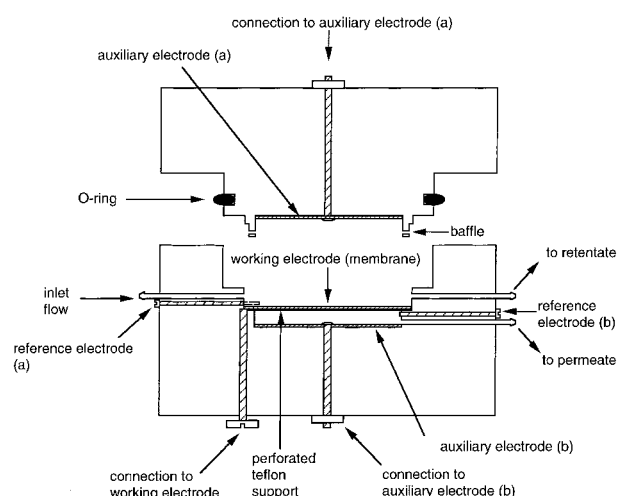 connection to auxiliary electrode (a)
auxiliary electrode (a)
O-ring
baffle
working electrode (membrane)
to retentate
inlet
flow
reference
electrode (b)
reference electrode
(a)
to permeate
auxiliary electrode (b)
perforated
teflon
support
connection to
working electrode
connection to
auxiliary electrode (b)